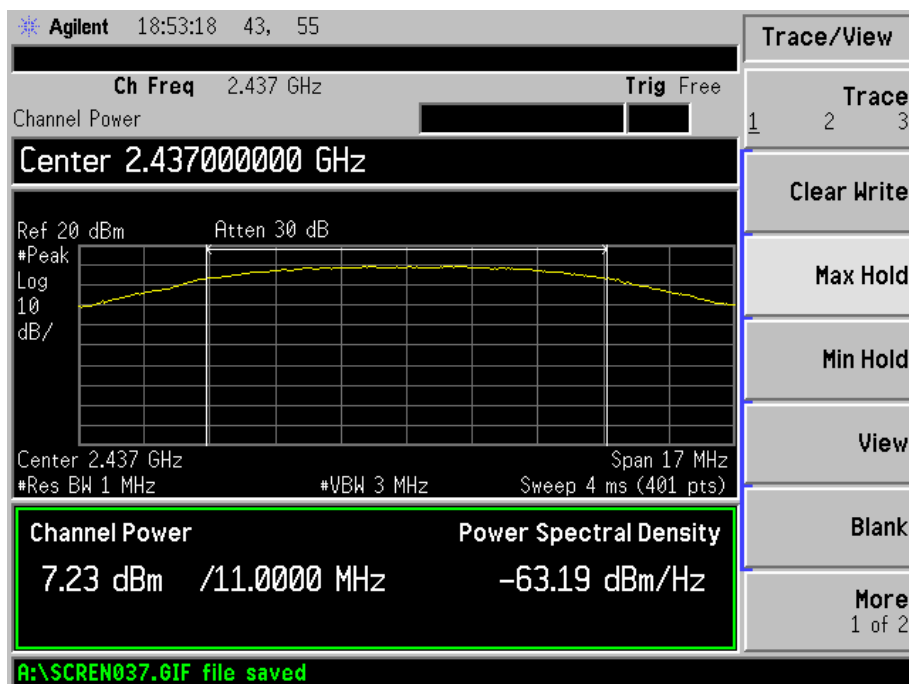 Agilent 18:53:18 43, 55
Trace/View
Ch Freq 2.437 GHz Trig Free
Channel Power
Trace
1 2 3
Center 2.437000000 GHz
Clear Write
Ref 20 dBm Atten 30 dB
#Peak
Log
10
dB/
Max Hold
Min Hold
View
Center 2.437 GHz Span 17 MHz
#Res BW 1 MHz #VBW 3 MHz Sweep 4 ms (401 pts)
Channel Power Power Spectral Density
7.23 dBm /11.0000 MHz -63.19 dBm/Hz
Blank
More
1 of 2
A:\SCREN037.GIF file saved